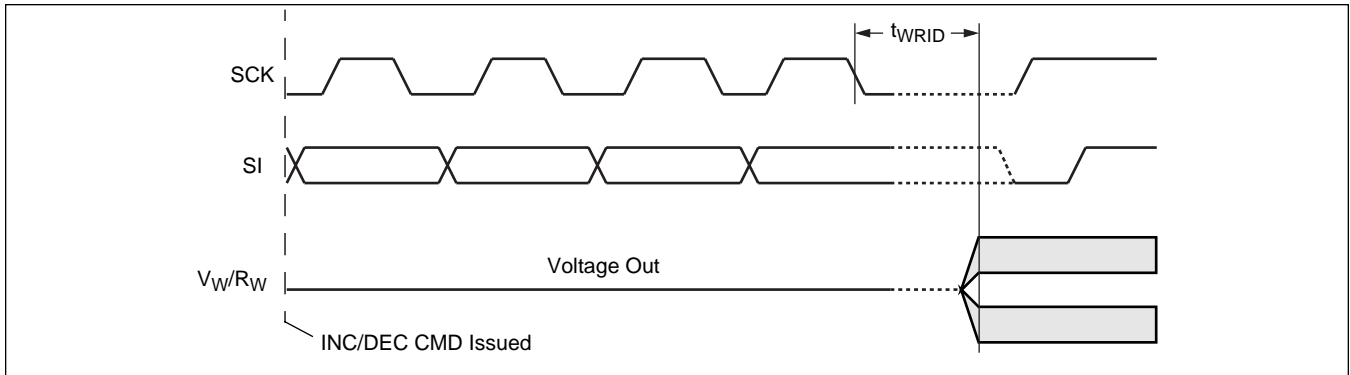 tWRID
SCK
SI
Voltage Out
VW/RW
INC/DEC CMD Issued